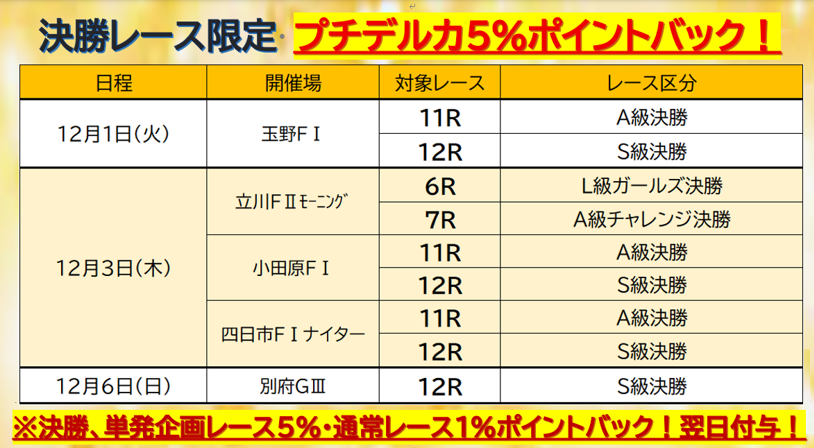 決勝レース限定・プチデルカ5%ポイントバック！
日程 開催場 対象レース レース区分
12月1日(火) 玉野FⅠ 11R A級決勝
12R S級決勝
12月3日(木) 立川FⅡﾓｰﾆﾝｸﾞ 6R L級ガールズ決勝
7R A級チャレンジ決勝
小田原FⅠ 11R A級決勝
12R S級決勝
四日市FⅠナイター 11R A級決勝
12R S級決勝
12月6日(日) 別府GⅢ 12R S級決勝
※決勝、単発企画レース5%・通常レース1%ポイントバック！翌日付与！